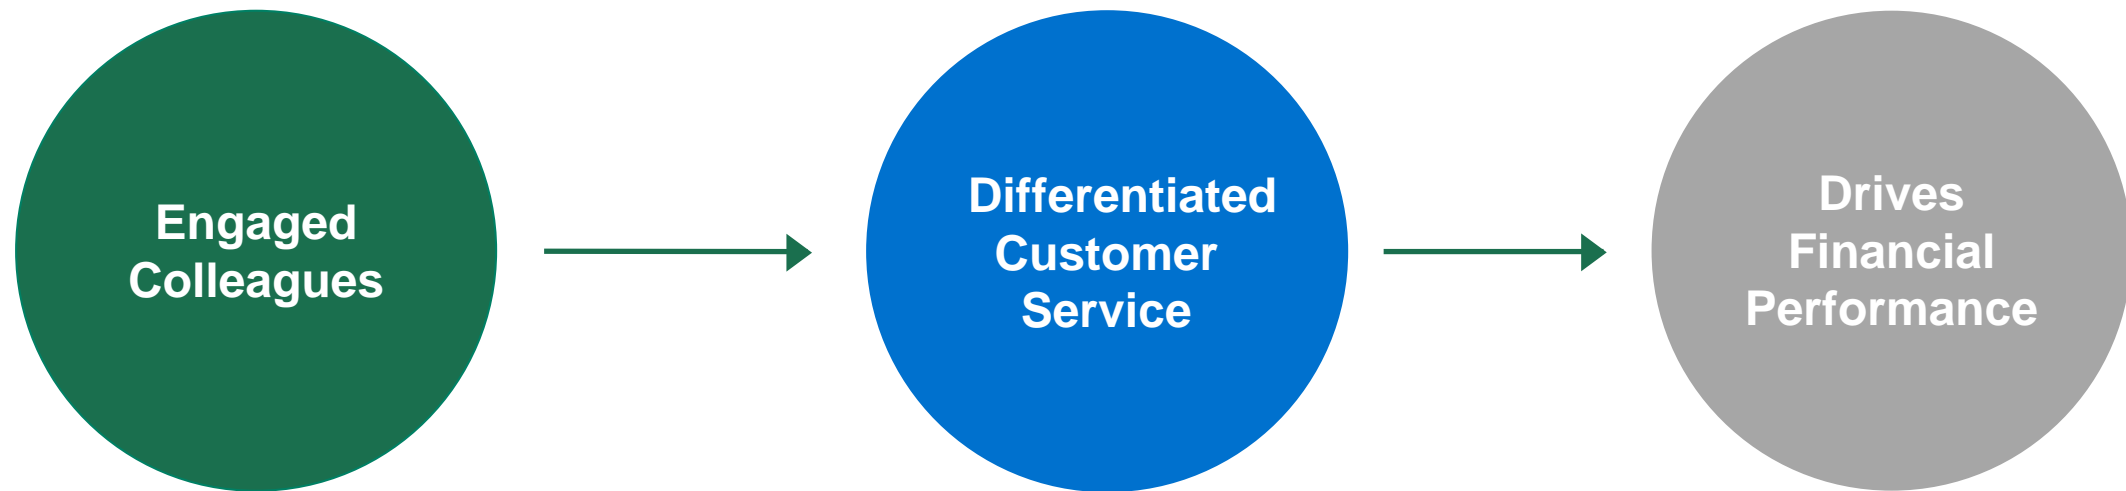 Engaged
Colleagues
Differentiated
Customer
Service
Drives
Financial
Performance